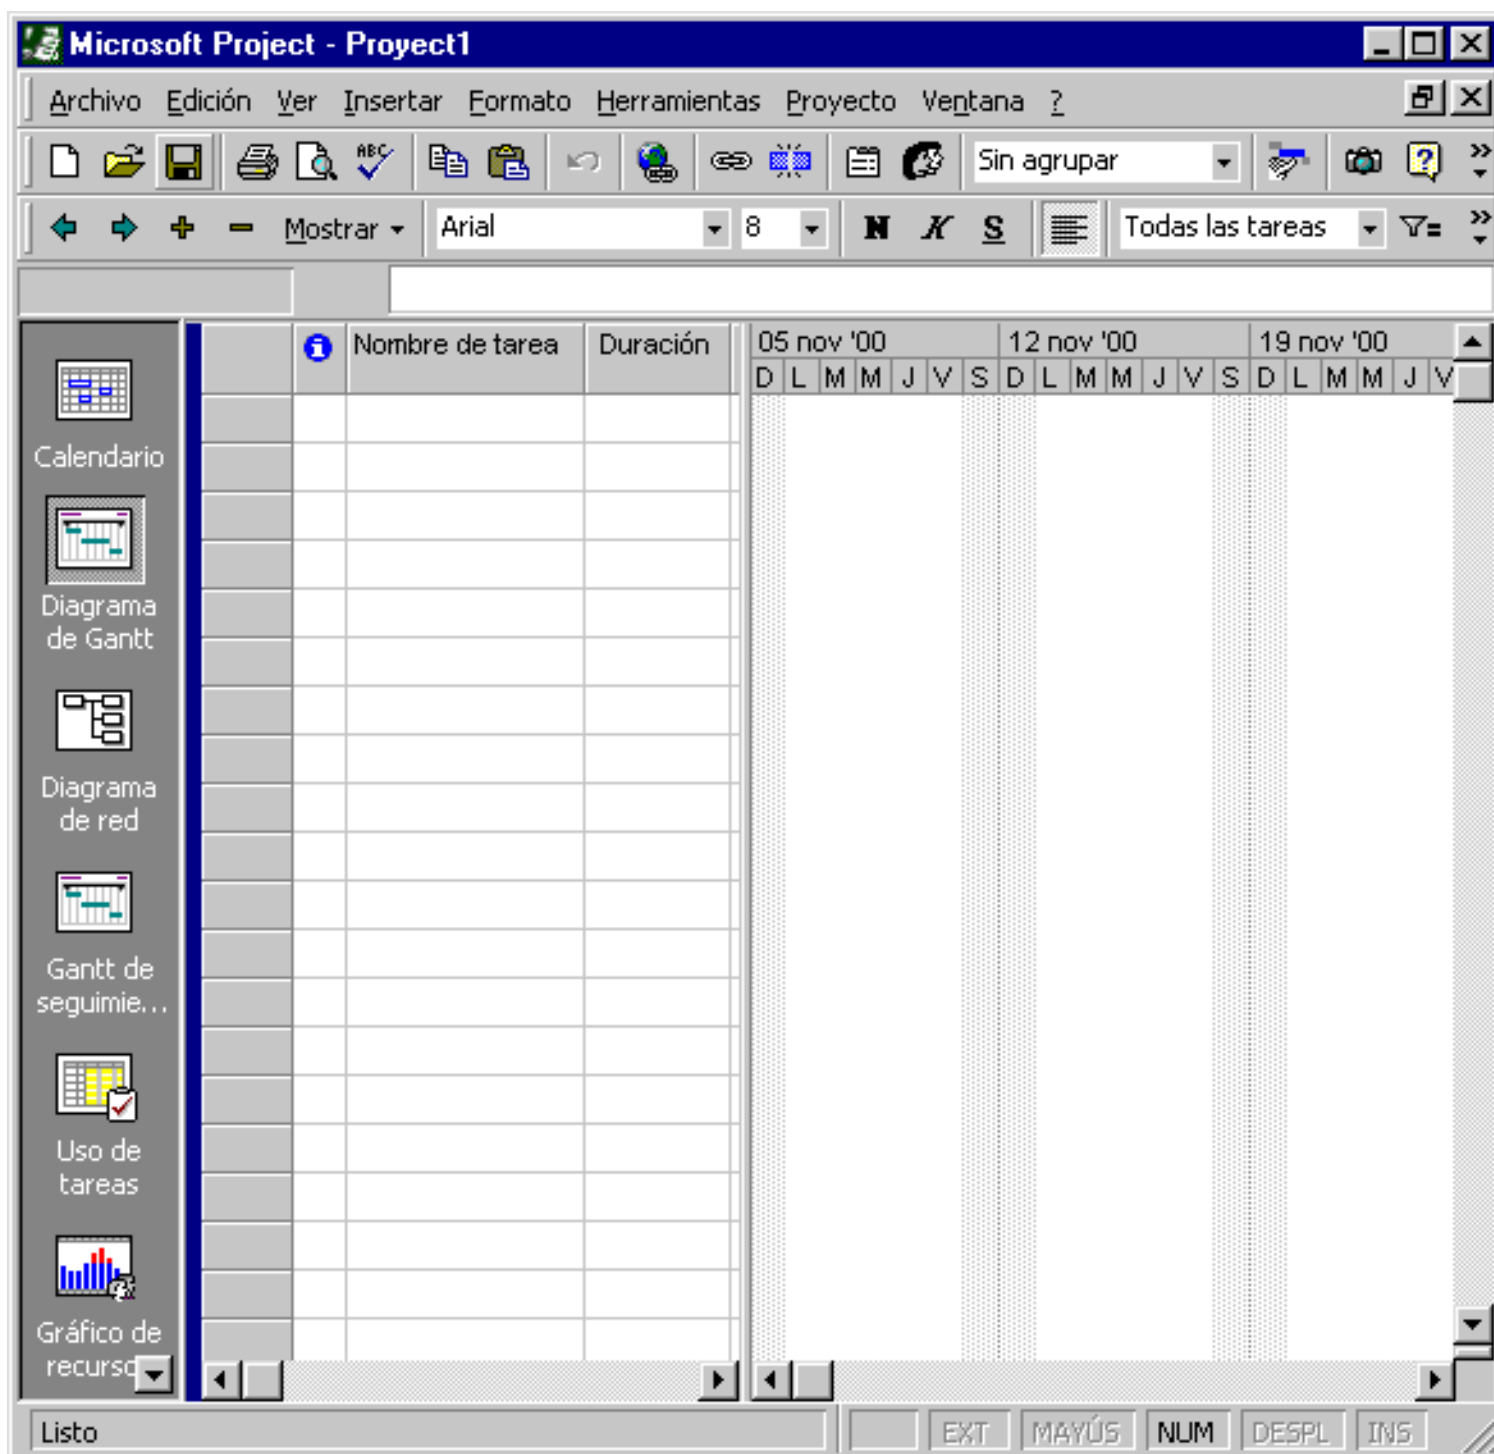 Microsoft Project - Proyect1
Archivo Edición Ver Insertar Formato Herramientas Proyecto Ventana ?
ABC Sin agrupar ?
Mostrar Arial 8 N K S Todas las tareas
Nombre de tarea Duración 05 nov '00 12 nov '00 19 nov '00
D L M M J V S D L M M J V S D L M M J V
Calendario
Diagrama
de Gantt
Diagrama
de red
Gantt de
seguimie...
Uso de
tareas
Gráfico de
Listo EXT MAYÚS NUM DESPL INS